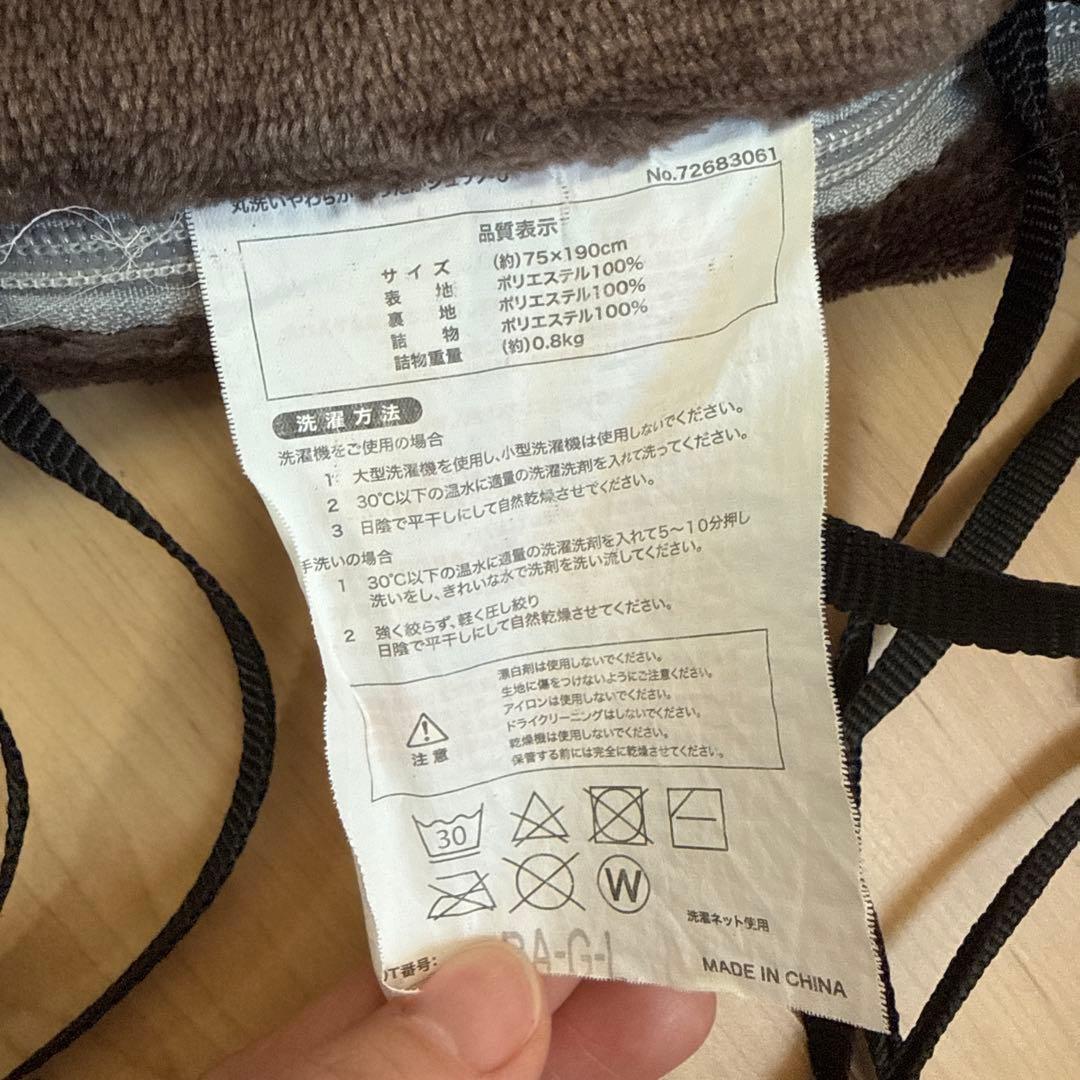 丸洗いやわらか
No.72683061
品質表示
サイズ (約)75×190cm
表地 ポリエステル100%
裏地 ポリエステル100%
詰物 ポリエステル100%
詰物重量 (約)0.8kg
洗濯方法
洗濯機をご使用の場合
1 大型洗濯機を使用し、小型洗濯機は使用しないでください。
2 30℃以下の温水に適量の洗濯洗剤を入れて洗ってください。
3 日陰で平干しにして自然乾燥させてください。
手洗いの場合
1 30℃以下の温水に適量の洗濯洗剤を入れて5～10分押し
洗いをし、きれいな水で洗剤を洗い流してください。
2 強く絞らず、軽く圧し絞り
日陰で平干しにして自然乾燥させてください。
漂白剤は使用しないでください。
生地に傷をつけないようにご注意ください。
アイロンは使用しないでください。
ドライクリーニングはしないでください。
乾燥機は使用しないでください。
保管する前には完全に乾燥させてください。
注意
30
W
洗濯ネット使用
OT番号:
MADE IN CHINA